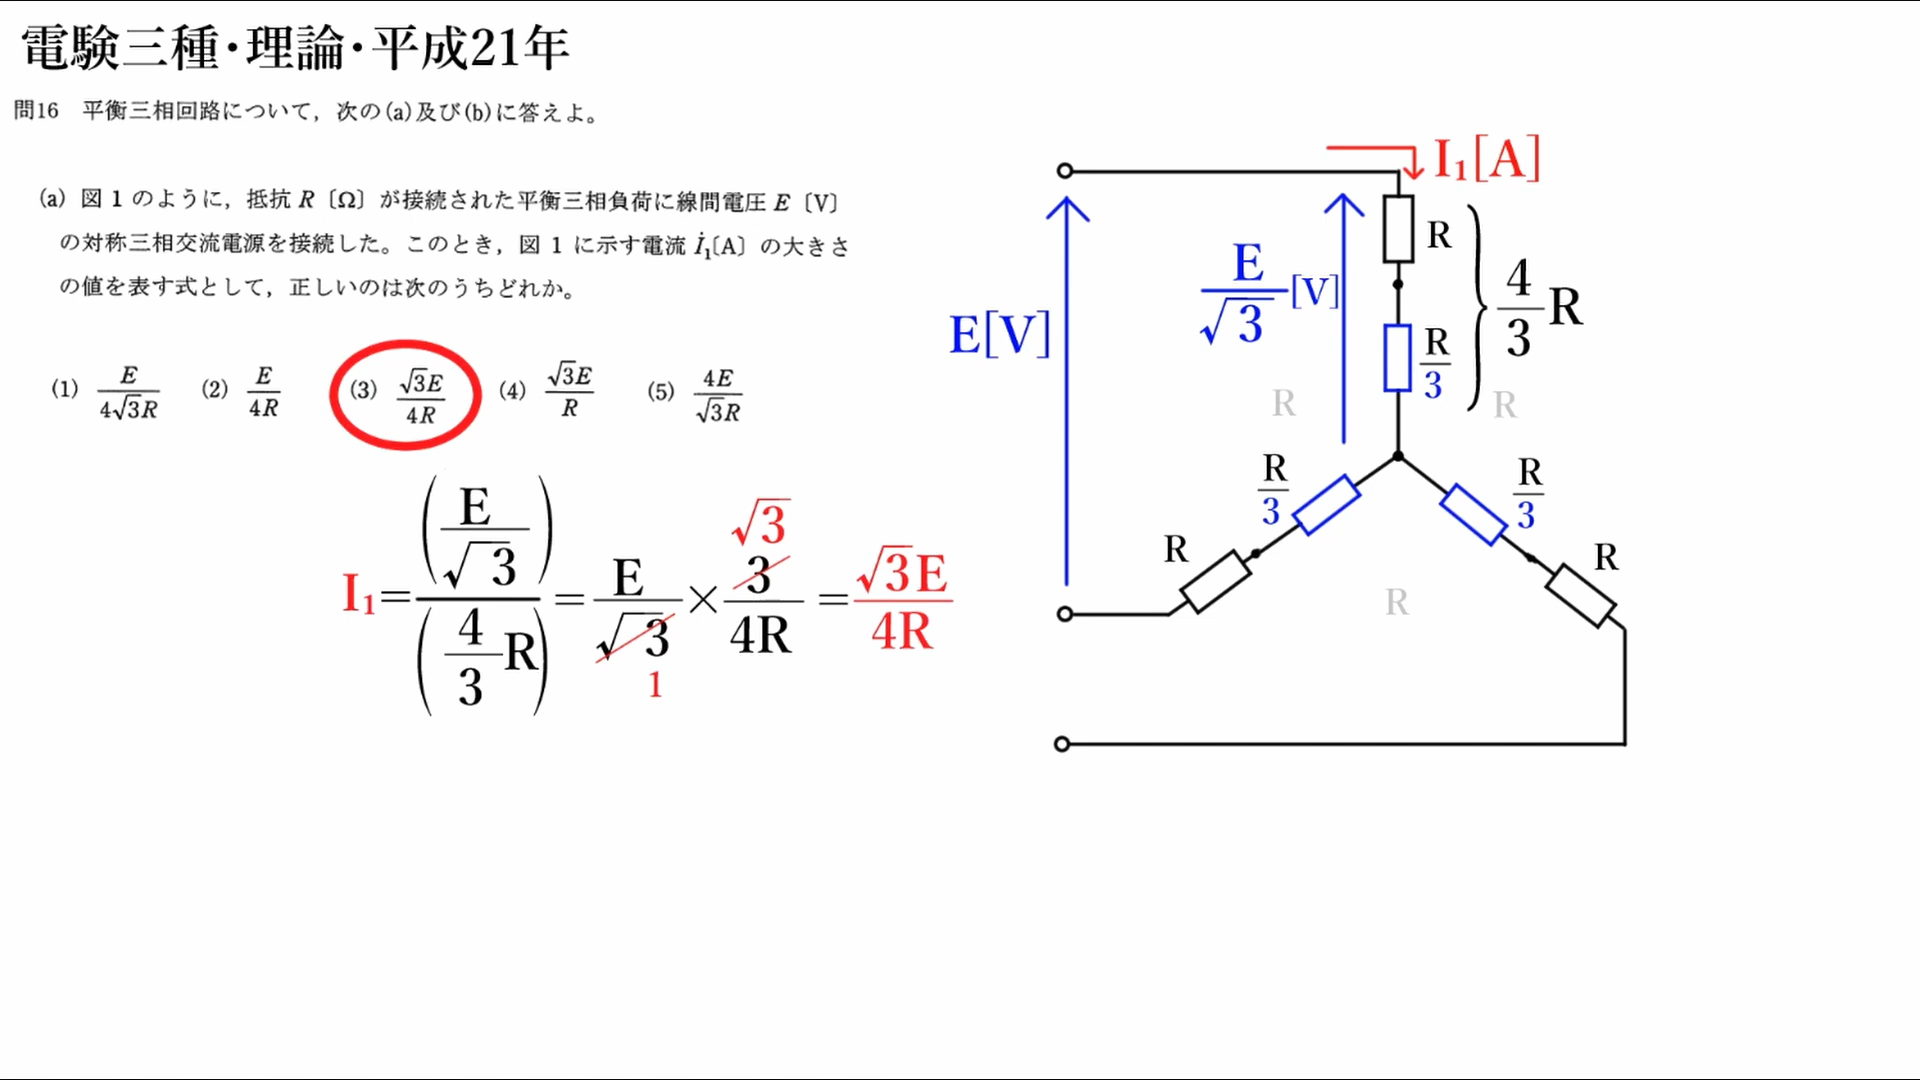 電験三種・理論・平成21年
問16 平衡三相回路について，次の(a)及び(b)に答えよ。
(a) 図1のように，抵抗 R〔Ω〕が接続された平衡三相負荷に線間電圧 E〔V〕
の対称三相交流電源を接続した。このとき，図1に示す電流 İ₁〔A〕の大きさ
の値を表す式として，正しいのは次のうちどれか。
(1) E/4√3R (2) E/4R (3) √3E/4R (4) √3E/R (5) 4E/√3R
I₁=(E/√3)/(4/3 R)=E/√3×3/4R=√3E/4R
√3
1
I₁[A]
E[V]
E/√3[V]
R
R/3
4/3 R
R
R
R/3
R/3
R
R
R